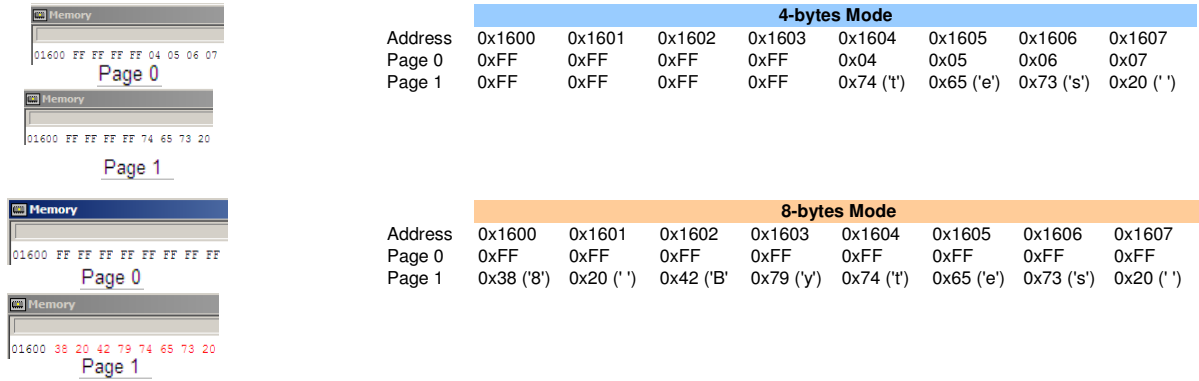 Memory
01600 FF FF FF FF 04 05 06 07
Page 0
Memory
01600 FF FF FF FF 74 65 73 20
Page 1
4-bytes Mode
Address 0x1600 0x1601 0x1602 0x1603 0x1604 0x1605 0x1606 0x1607
Page 0 0xFF 0xFF 0xFF 0xFF 0x04 0x05 0x06 0x07
Page 1 0xFF 0xFF 0xFF 0xFF 0x74 ('t') 0x65 ('e') 0x73 ('s') 0x20 (' ')
Memory
01600 FF FF FF FF FF FF FF FF
Page 0
Memory
01600 38 20 42 79 74 65 73 20
Page 1
8-bytes Mode
Address 0x1600 0x1601 0x1602 0x1603 0x1604 0x1605 0x1606 0x1607
Page 0 0xFF 0xFF 0xFF 0xFF 0xFF 0xFF 0xFF 0xFF
Page 1 0x38 ('8') 0x20 (' ') 0x42 ('B' 0x79 ('y') 0x74 ('t') 0x65 ('e') 0x73 ('s') 0x20 (' ')